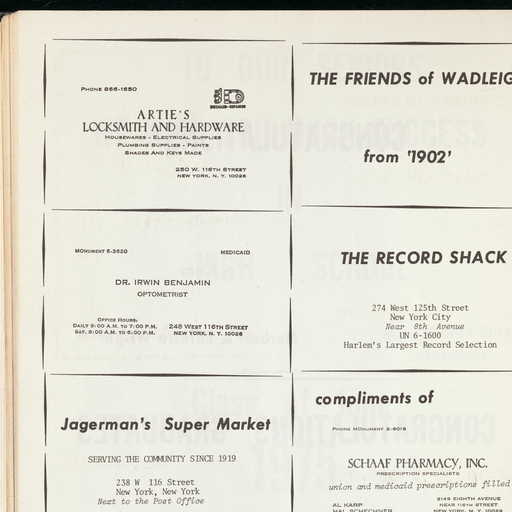 PHONE 866-1650
ARTIE'S
LOCKSMITH AND HARDWARE
HOUSEWARES - ELECTRICAL SUPPLIES
PLUMBING SUPPLIES - PAINTS
SHADES AND KEYS MADE
250 W. 116TH STREET
NEW YORK, N. Y. 10026
THE FRIENDS of WADLEIG
from '1902'
MONUMENT 6-3620 MEDICAID
DR. IRWIN BENJAMIN
OPTOMETRIST
OFFICE HOURS:
DAILY 9:00 A.M. TO 7:00 P.M.
SAT. 9:00 A.M. TO 6:00 P.M.
248 WEST 116TH STREET
NEW YORK, N. Y. 10026
THE RECORD SHACK
274 West 125th Street
New York City
Near 8th Avenue
UN 6-1600
Harlem's Largest Record Selection
Jagerman's Super Market
SERVING THE COMMUNITY SINCE 1919
238 W 116 Street
New York, New York
Next to the Post Office
compliments of
PHONE MONUMENT 2-6019
SCHAAF PHARMACY, INC.
PRESCRIPTION SPECIALISTS
union and medicaid prescriptions filled
AL KARP
HAL SCHECHNER
2149 EIGHTH AVENUE
NEAR 116TH STREET